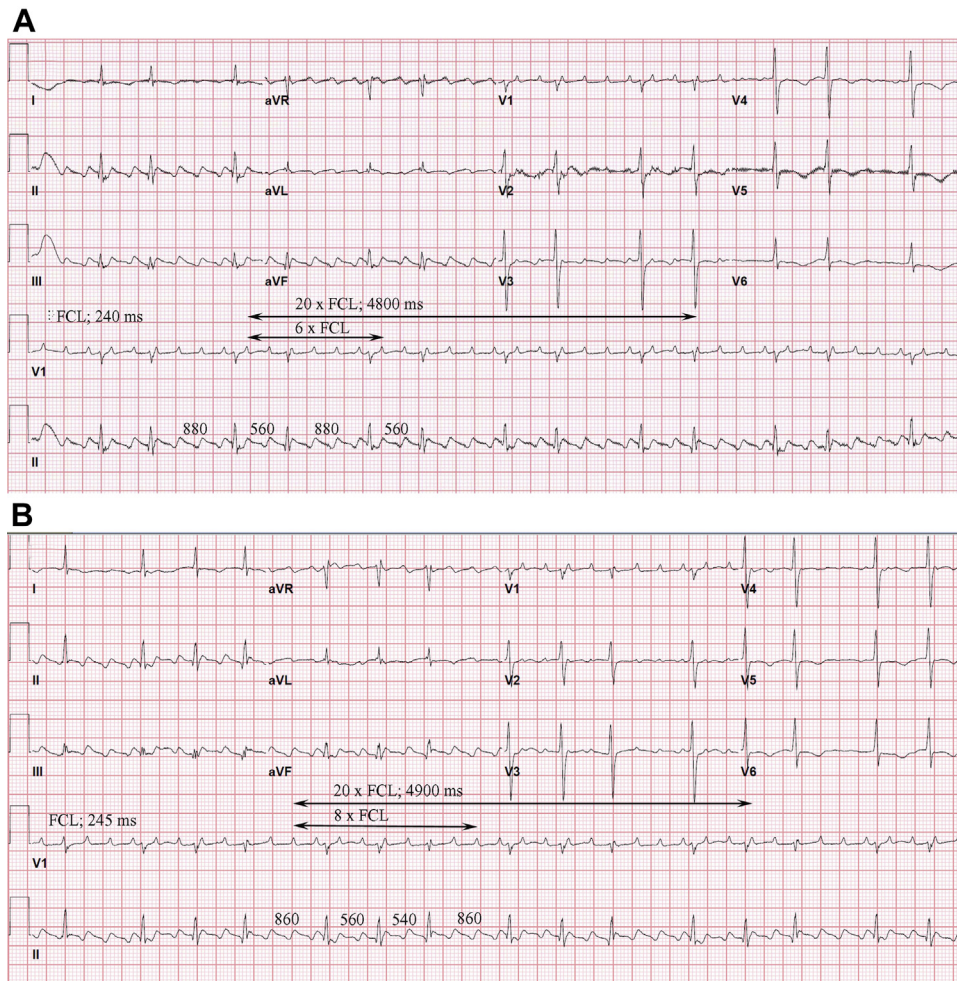 A
I aVR V1 V4
II aVL V2 V5
III aVF V3 V6
20 x FCL; 4800 ms
FCL; 240 ms
6 x FCL
V1
880 560 880 560
II
B
I aVR V1 V4
II aVL V2 V5
III aVF V3 V6
20 x FCL; 4900 ms
FCL; 245 ms
8 x FCL
V1
860 560 540 860
II